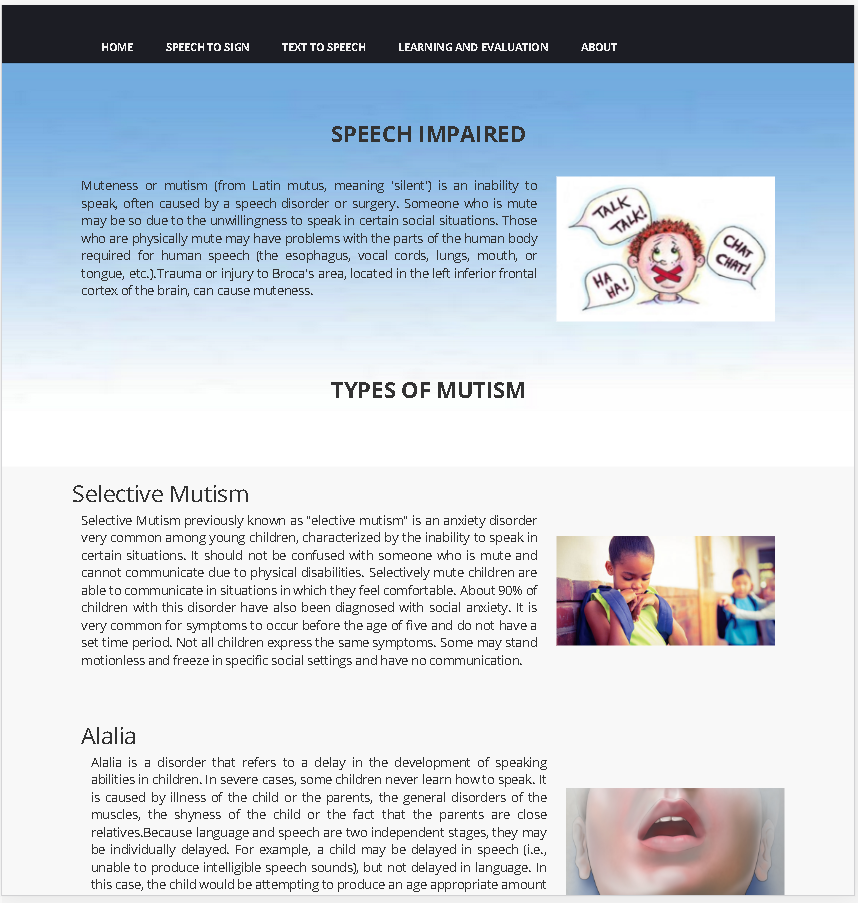 HOME SPEECH TO SIGN TEXT TO SPEECH LEARNING AND EVALUATION ABOUT
SPEECH IMPAIRED
Muteness or mutism (from Latin mutus, meaning 'silent') is an inability to
speak, often caused by a speech disorder or surgery. Someone who is mute
may be so due to the unwillingness to speak in certain social situations. Those
who are physically mute may have problems with the parts of the human body
required for human speech (the esophagus, vocal cords, lungs, mouth, or
tongue, etc.).Trauma or injury to Broca's area, located in the left inferior frontal
cortex of the brain, can cause muteness.
TALK
TALK!
CHAT
CHAT!
HA
HA!
TYPES OF MUTISM
Selective Mutism
Selective Mutism previously known as "elective mutism" is an anxiety disorder
very common among young children, characterized by the inability to speak in
certain situations. It should not be confused with someone who is mute and
cannot communicate due to physical disabilities. Selectively mute children are
able to communicate in situations in which they feel comfortable. About 90% of
children with this disorder have also been diagnosed with social anxiety. It is
very common for symptoms to occur before the age of five and do not have a
set time period. Not all children express the same symptoms. Some may stand
motionless and freeze in specific social settings and have no communication.
Alalia
Alalia is a disorder that refers to a delay in the development of speaking
abilities in children. In severe cases, some children never learn how to speak. It
is caused by illness of the child or the parents, the general disorders of the
muscles, the shyness of the child or the fact that the parents are close
relatives.Because language and speech are two independent stages, they may
be individually delayed. For example, a child may be delayed in speech (i.e.,
unable to produce intelligible speech sounds), but not delayed in language. In
this case, the child would be attempting to produce an age appropriate amount